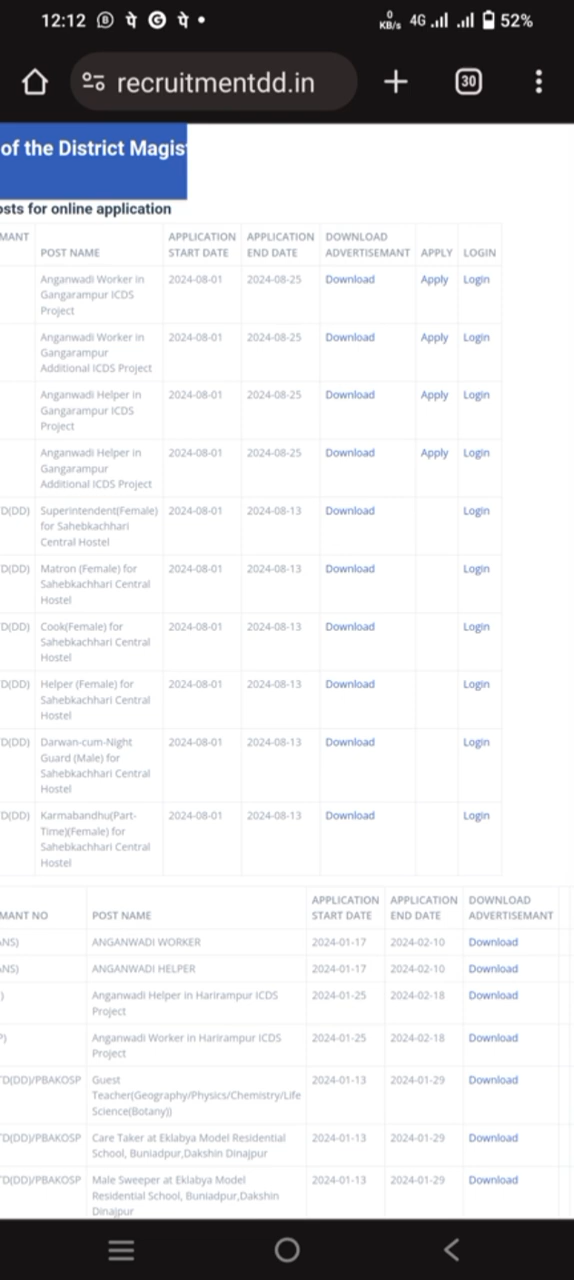 12:12 पे G पे •
0 KB/s 4G 52%
recruitmentdd.in
30
of the District Magis
osts for online application
MANT POST NAME APPLICATION START DATE APPLICATION END DATE DOWNLOAD ADVERTISEMANT APPLY LOGIN
Anganwadi Worker in 2024-08-01 2024-08-25 Download Apply Login
Gangarampur ICDS
Project
Anganwadi Worker in 2024-08-01 2024-08-25 Download Apply Login
Gangarampur
Additional ICDS Project
Anganwadi Helper in 2024-08-01 2024-08-25 Download Apply Login
Gangarampur ICDS
Project
Anganwadi Helper in 2024-08-01 2024-08-25 Download Apply Login
Gangarampur
Additional ICDS Project
D(DD) Superintendent(Female) 2024-08-01 2024-08-13 Download Login
for Sahebkachhari
Central Hostel
D(DD) Matron (Female) for 2024-08-01 2024-08-13 Download Login
Sahebkachhari Central
Hostel
D(DD) Cook(Female) for 2024-08-01 2024-08-13 Download Login
Sahebkachhari Central
Hostel
D(DD) Helper (Female) for 2024-08-01 2024-08-13 Download Login
Sahebkachhari Central
Hostel
D(DD) Darwan-cum-Night 2024-08-01 2024-08-13 Download Login
Guard (Male) for
Sahebkachhari Central
Hostel
D(DD) Karmabandhu(Part- 2024-08-01 2024-08-13 Download Login
Time)(Female) for
Sahebkachhari Central
Hostel
MANT NO POST NAME APPLICATION START DATE APPLICATION END DATE DOWNLOAD ADVERTISEMANT
ANS) ANGANWADI WORKER 2024-01-17 2024-02-10 Download
ANS) ANGANWADI HELPER 2024-01-17 2024-02-10 Download
) Anganwadi Helper in Harirampur ICDS 2024-01-25 2024-02-18 Download
Project
P) Anganwadi Worker in Harirampur ICDS 2024-01-25 2024-02-18 Download
Project
D(DD)/PBAKOSP Guest 2024-01-13 2024-01-29 Download
Teacher(Geography/Physics/Chemistry/Life
Science(Botany))
D(DD)/PBAKOSP Care Taker at Eklabya Model Residential 2024-01-13 2024-01-29 Download
School, Buniadpur,Dakshin Dinajpur
D(DD)/PBAKOSP Male Sweeper at Eklabya Model 2024-01-13 2024-01-29 Download
Residential School, Buniadpur,Dakshin
Dinajpur